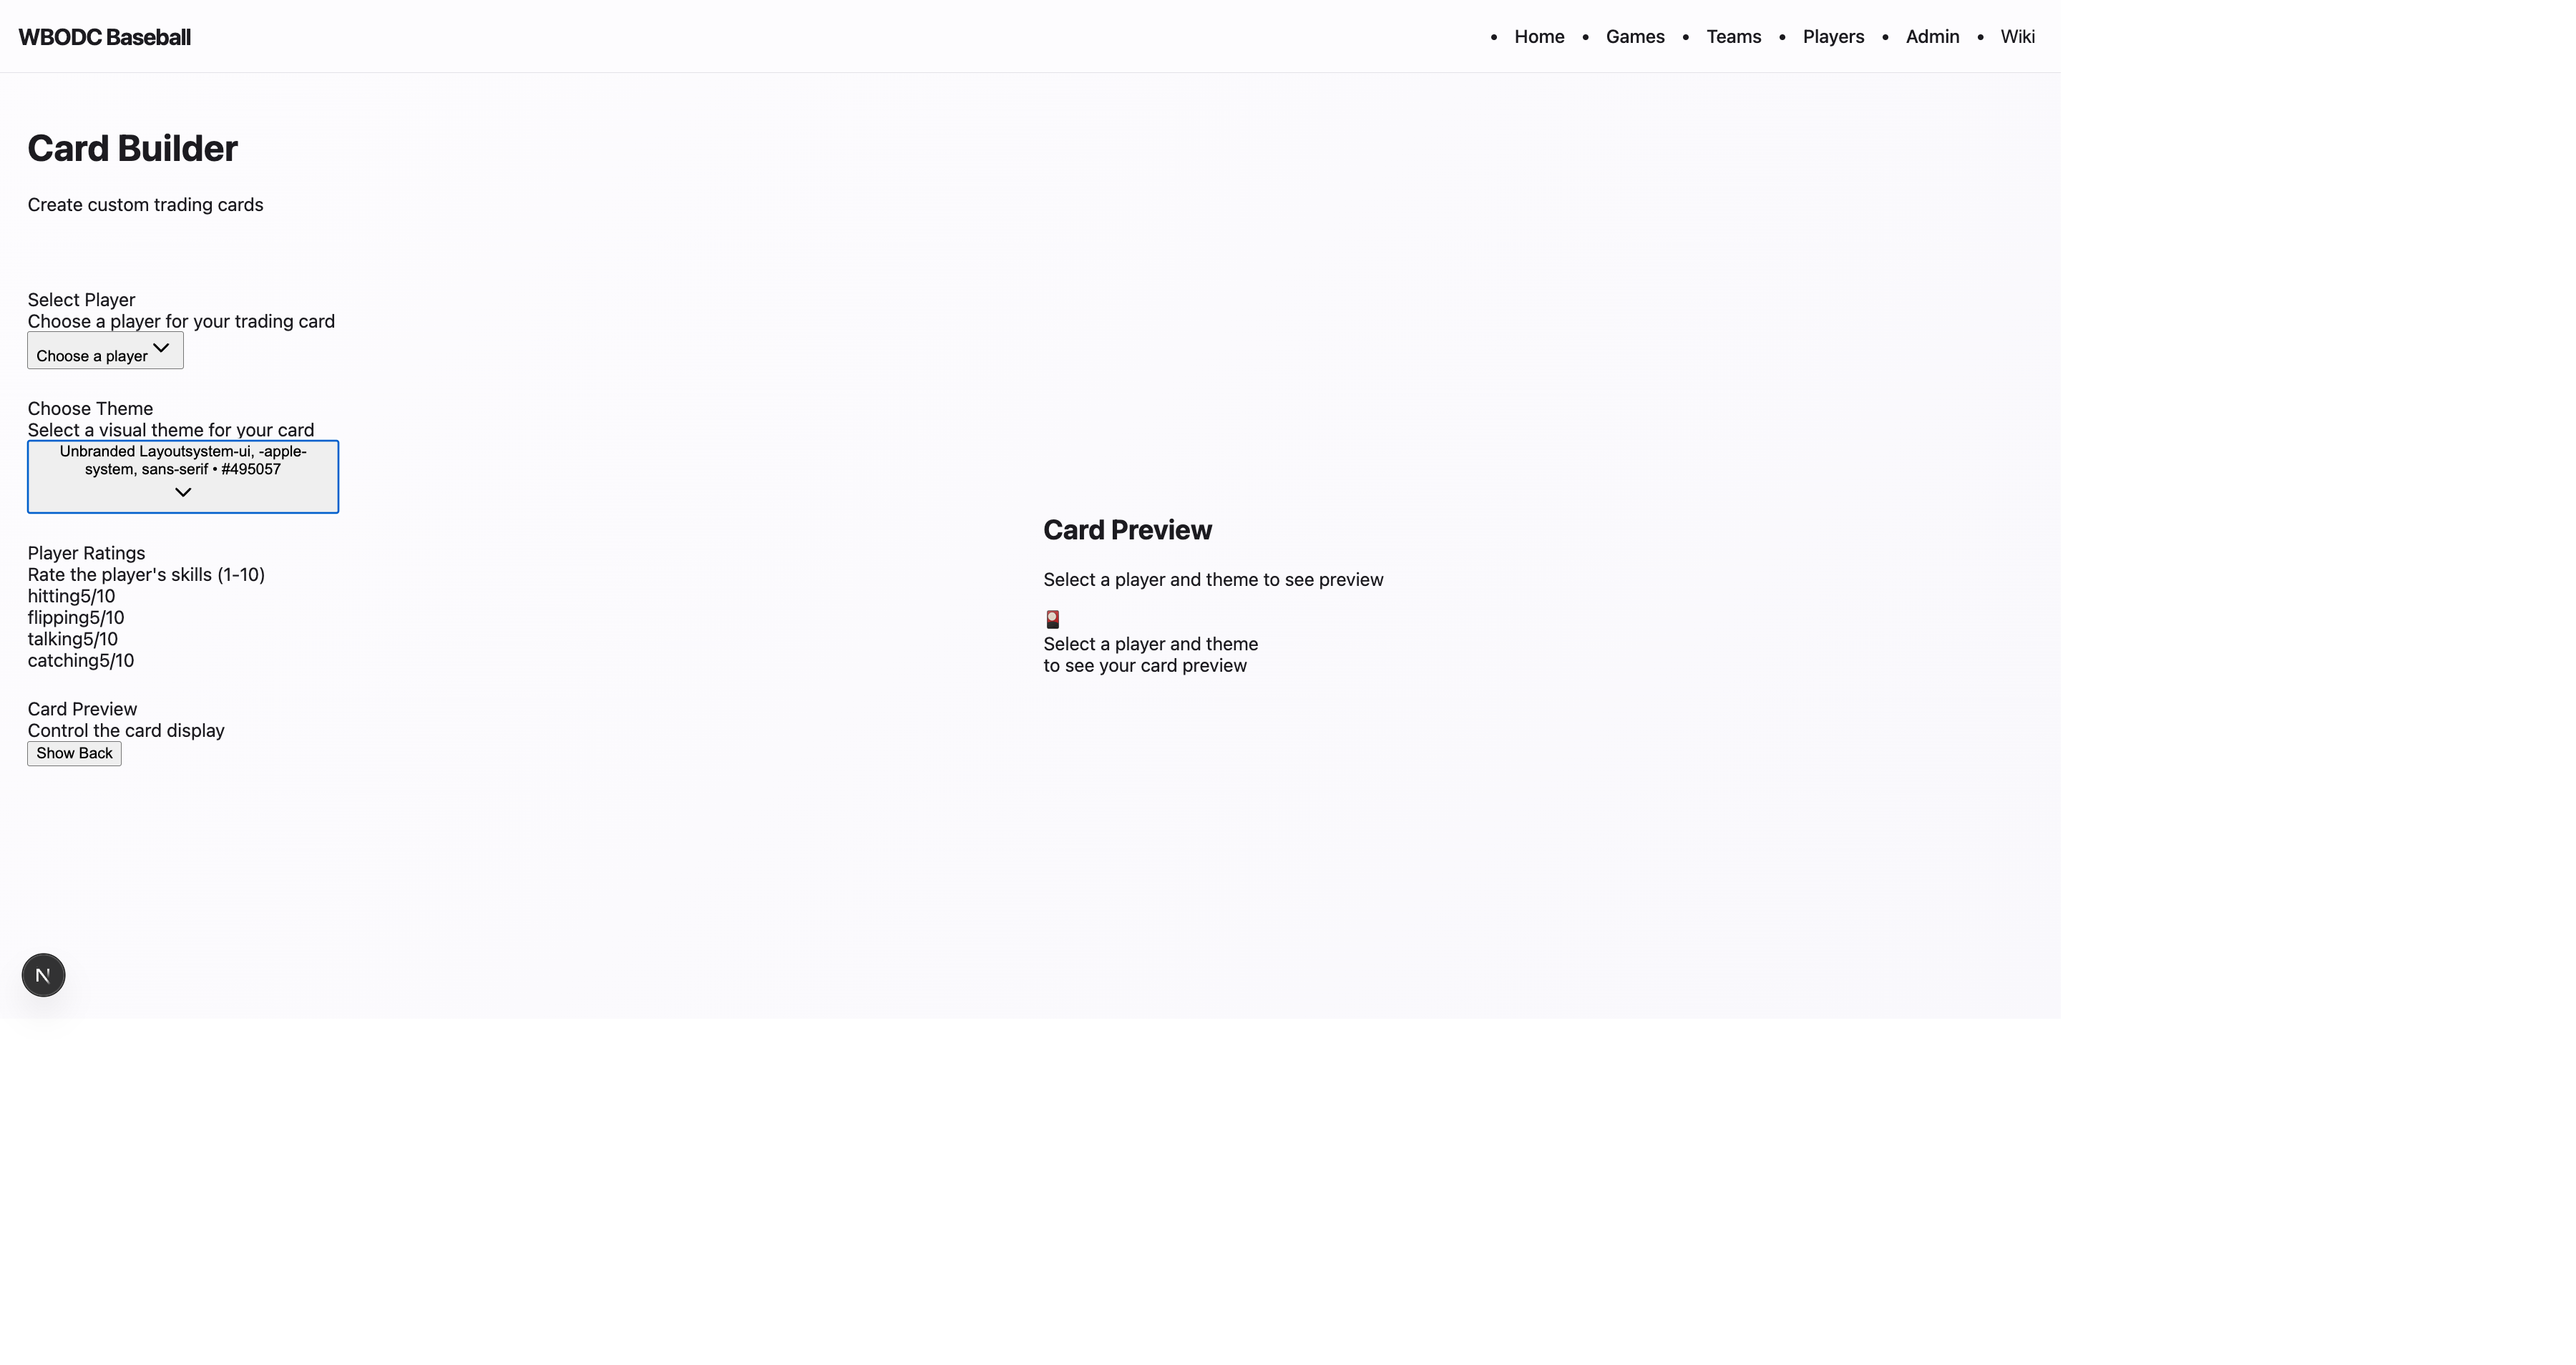 WBODC Baseball
• Home • Games • Teams • Players • Admin • Wiki
Card Builder
Create custom trading cards
Select Player
Choose a player for your trading card
Choose a player
Choose Theme
Select a visual theme for your card
Unbranded Layoutsystem-ui, -apple-
system, sans-serif • #495057
Player Ratings
Rate the player's skills (1-10)
hitting5/10
flipping5/10
talking5/10
catching5/10
Card Preview
Control the card display
Show Back
Card Preview
Select a player and theme to see preview
Select a player and theme
to see your card preview
N